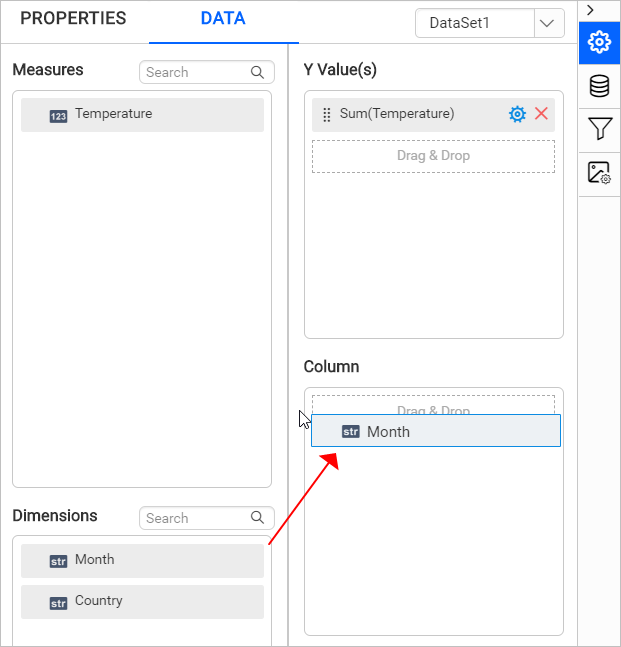 PROPERTIES
DATA
DataSet1
Measures
Search
123 Temperature
Dimensions
Search
str Month
str Country
Y Value(s)
Sum(Temperature)
Drag & Drop
Column
Drag & Drop
str Month